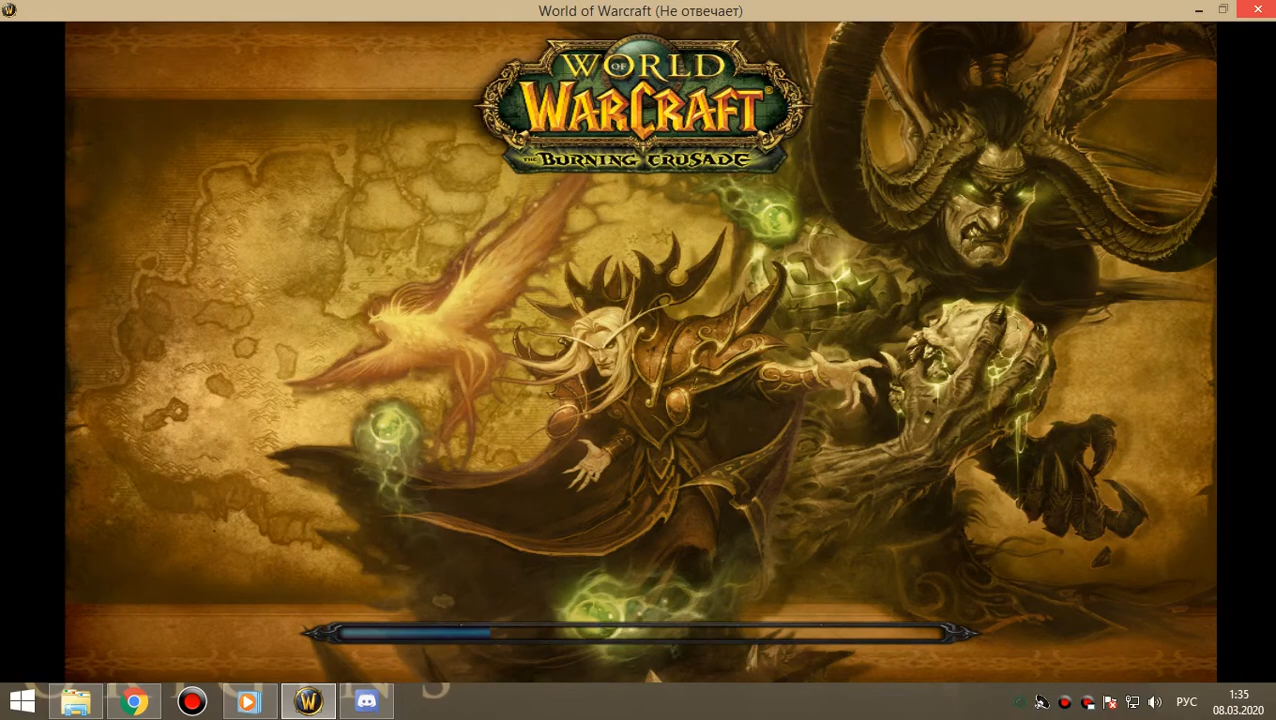 World of Warcraft (Не отвечает)
WORLD
OF
WARCRAFT®
THE BURNING CRUSADE
РУС
1:35
08.03.2020